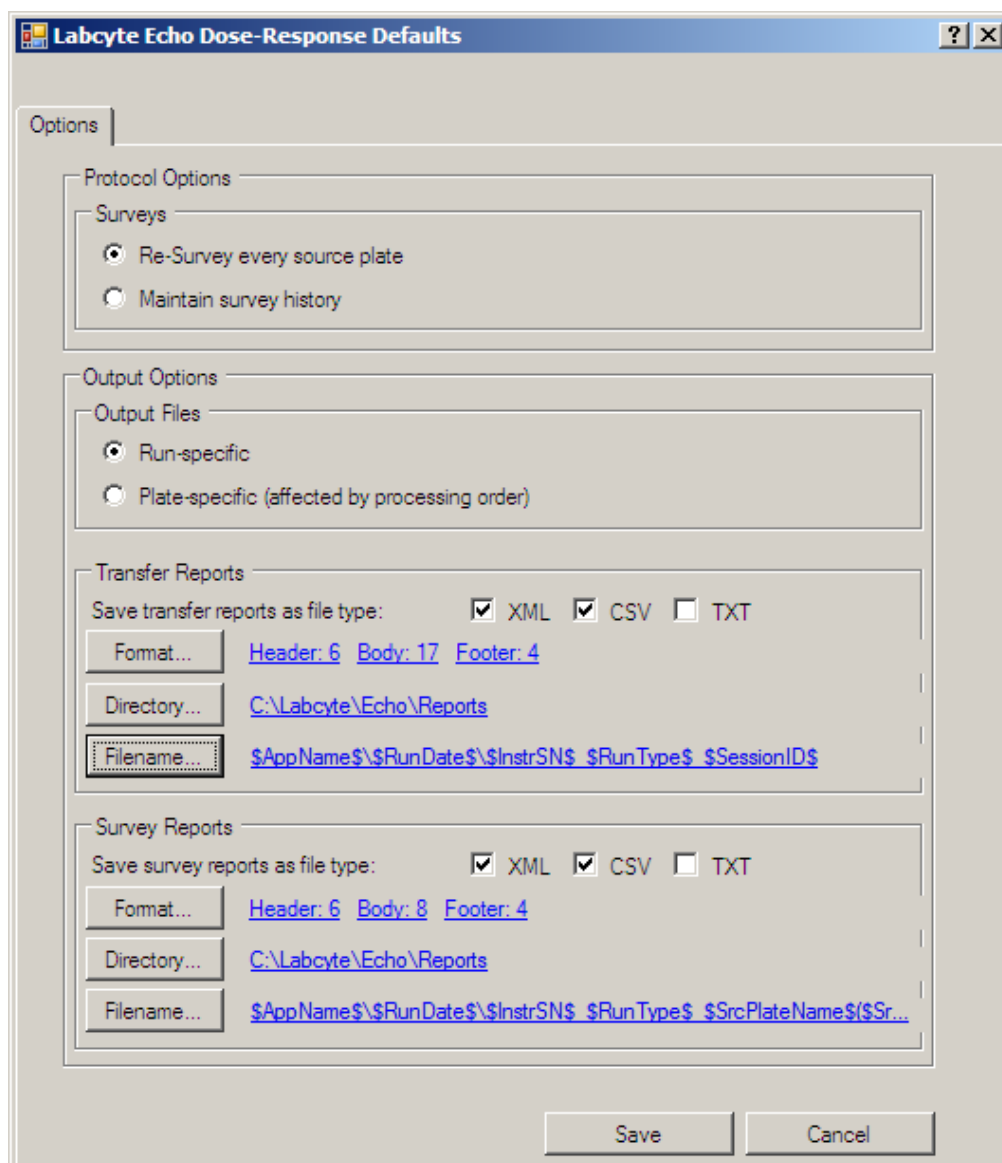 Labcyte Echo Dose-Response Defaults
Options
Protocol Options
Surveys
Re-Survey every source plate
Maintain survey history
Output Options
Output Files
Run-specific
Plate-specific (affected by processing order)
Transfer Reports
Save transfer reports as file type: XML CSV TXT
Format... Header: 6 Body: 17 Footer: 4
Directory... C:\Labcyte\Echo\Reports
Filename... $AppName$\$RunDate$\$InstrSN$_$RunType$_$SessionID$
Survey Reports
Save survey reports as file type: XML CSV TXT
Format... Header: 6 Body: 8 Footer: 4
Directory... C:\Labcyte\Echo\Reports
Filename... $AppName$\$RunDate$\$InstrSN$_$RunType$_$SrcPlateName$($Sr...
Save Cancel